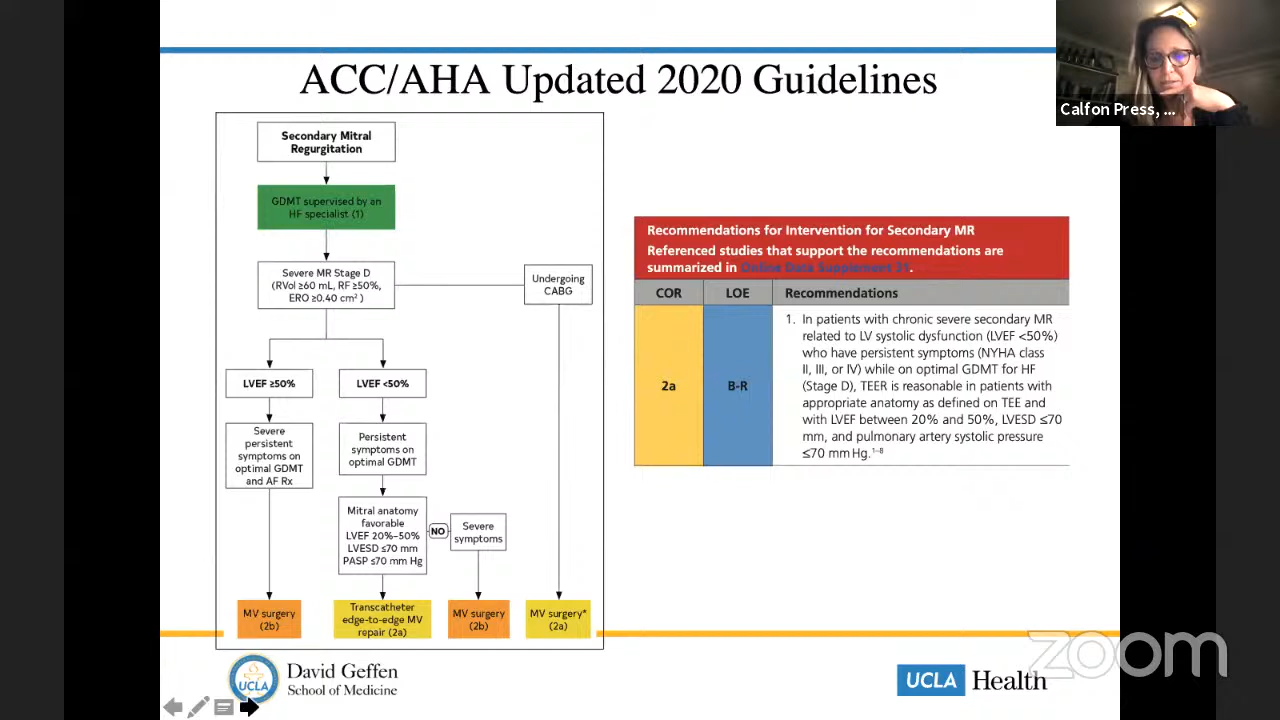 ACC/AHA Updated 2020 Guidelines
Calfon Press, ...
Secondary Mitral
Regurgitation
GDMT supervised by an
HF specialist (1)
Severe MR Stage D
(RVol ≥60 mL, RF ≥50%,
ERO ≥0.40 cm²)
Undergoing
CABG
LVEF ≥50%
LVEF <50%
Severe
persistent
symptoms on
optimal GDMT
and AF Rx
Persistent
symptoms on
optimal GDMT
Mitral anatomy
favorable
LVEF 20%–50%
LVESD ≤70 mm
PASP ≤70 mm Hg
NO
Severe
symptoms
MV surgery
(2b)
Transcatheter
edge-to-edge MV
repair (2a)
MV surgery
(2b)
MV surgery*
(2a)
Recommendations for Intervention for Secondary MR
Referenced studies that support the recommendations are
summarized in Online Data Supplement 21.
COR LOE Recommendations
2a
B-R
1. In patients with chronic severe secondary MR
related to LV systolic dysfunction (LVEF <50%)
who have persistent symptoms (NYHA class
II, III, or IV) while on optimal GDMT for HF
(Stage D), TEER is reasonable in patients with
appropriate anatomy as defined on TEE and
with LVEF between 20% and 50%, LVESD ≤70
mm, and pulmonary artery systolic pressure
≤70 mm Hg.1–8
UCLA
David Geffen
School of Medicine
UCLA Health
zoom